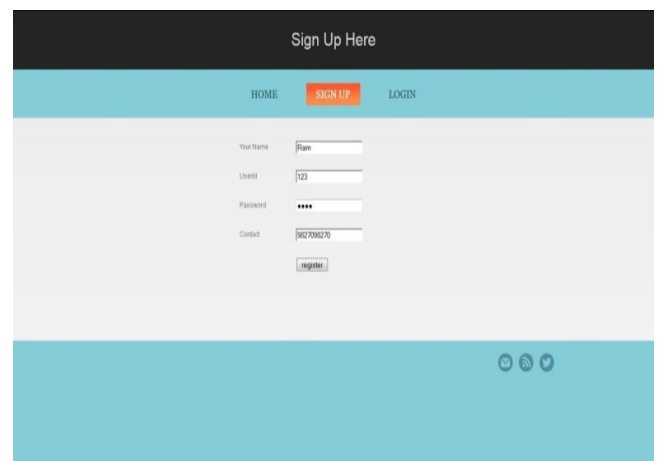 Sign Up Here
HOME SIGN UP LOGIN
Your Name Ram
UserId 123
Password ••••
Contact 9827098270
register